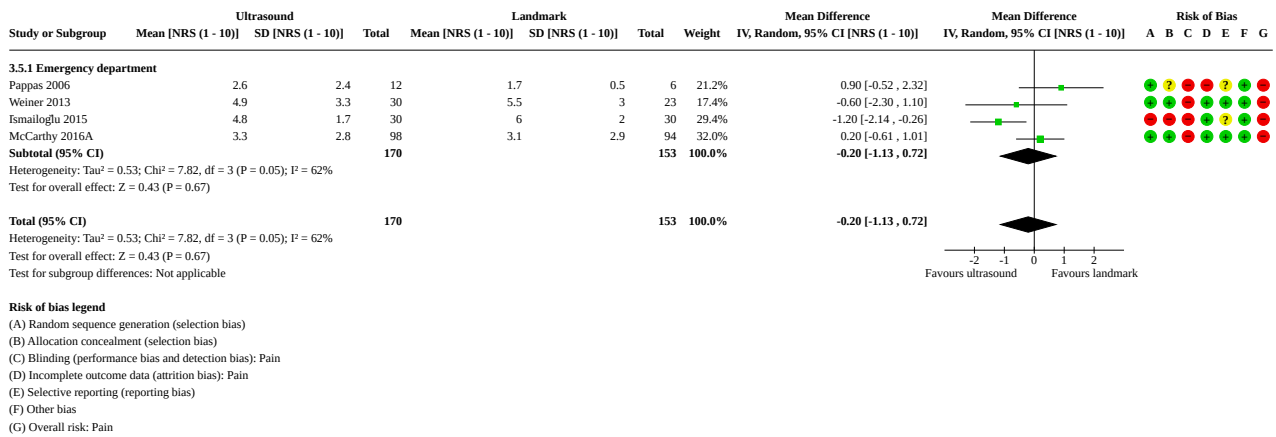 Ultrasound Landmark Mean Difference Mean Difference Risk of Bias
Study or Subgroup Mean [NRS (1 - 10)] SD [NRS (1 - 10)] Total Mean [NRS (1 - 10)] SD [NRS (1 - 10)] Total Weight IV, Random, 95% CI [NRS (1 - 10)] IV, Random, 95% CI [NRS (1 - 10)] A B C D E F G
3.5.1 Emergency department
Pappas 2006 2.6 2.4 12 1.7 0.5 6 21.2% 0.90 [-0.52 , 2.32] + ? − − ? + −
Weiner 2013 4.9 3.3 30 5.5 3 23 17.4% -0.60 [-2.30 , 1.10] + + − + + + −
Ismailoğlu 2015 4.8 1.7 30 6 2 30 29.4% -1.20 [-2.14 , -0.26] − − − + ? + −
McCarthy 2016A 3.3 2.8 98 3.1 2.9 94 32.0% 0.20 [-0.61 , 1.01] + + − + + + −
Subtotal (95% CI) 170 153 100.0% -0.20 [-1.13 , 0.72]
Heterogeneity: Tau² = 0.53; Chi² = 7.82, df = 3 (P = 0.05); I² = 62%
Test for overall effect: Z = 0.43 (P = 0.67)
Total (95% CI) 170 153 100.0% -0.20 [-1.13 , 0.72]
Heterogeneity: Tau² = 0.53; Chi² = 7.82, df = 3 (P = 0.05); I² = 62%
Test for overall effect: Z = 0.43 (P = 0.67) -2 -1 0 1 2
Test for subgroup differences: Not applicable Favours ultrasound Favours landmark
Risk of bias legend
(A) Random sequence generation (selection bias)
(B) Allocation concealment (selection bias)
(C) Blinding (performance bias and detection bias): Pain
(D) Incomplete outcome data (attrition bias): Pain
(E) Selective reporting (reporting bias)
(F) Other bias
(G) Overall risk: Pain